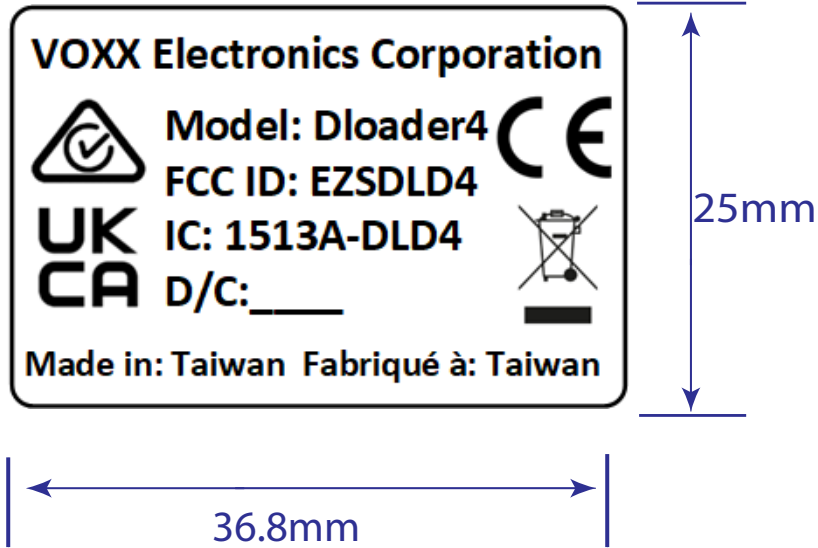 VOXX Electronics Corporation
Model: Dloader4
CE
FCC ID: EZSDLD4
UK
CA
IC: 1513A-DLD4
D/C:____
Made in: Taiwan Fabriqué à: Taiwan
25mm
36.8mm